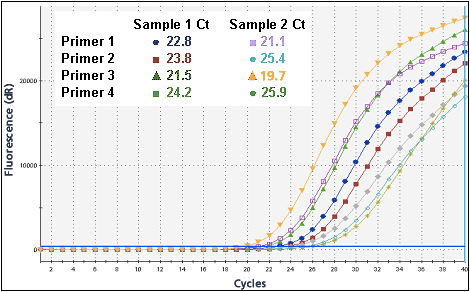 Sample 1 Ct Sample 2 Ct
Primer 1 22.8 21.1
Primer 2 23.8 25.4
Primer 3 21.5 19.7
Primer 4 24.2 25.9
Fluorescence (dR)
20000
10000
0
2 4 6 8 10 12 14 16 18 20 22 24 26 28 30 32 34 36 38 40
Cycles